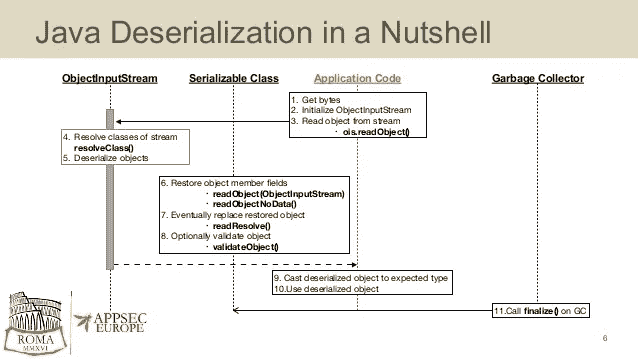 Java Deserialization in a Nutshell
ObjectInputStream
Serializable Class
Application Code
Garbage Collector
1. Get bytes
2. Initialize ObjectInputStream
3. Read object from stream
· ois.readObject()
4. Resolve classes of stream
resolveClass()
5. Deserialize objects
6. Restore object member fields
· readObject(ObjectInputStream)
· readObjectNoData()
7. Eventually replace restored object
· readResolve()
8. Optionally validate object
· validateObject()
9. Cast deserialized object to expected type
10.Use deserialized object
11.Call finalize() on GC
ROMA
MMXVI
APPSEC
EUROPE
6